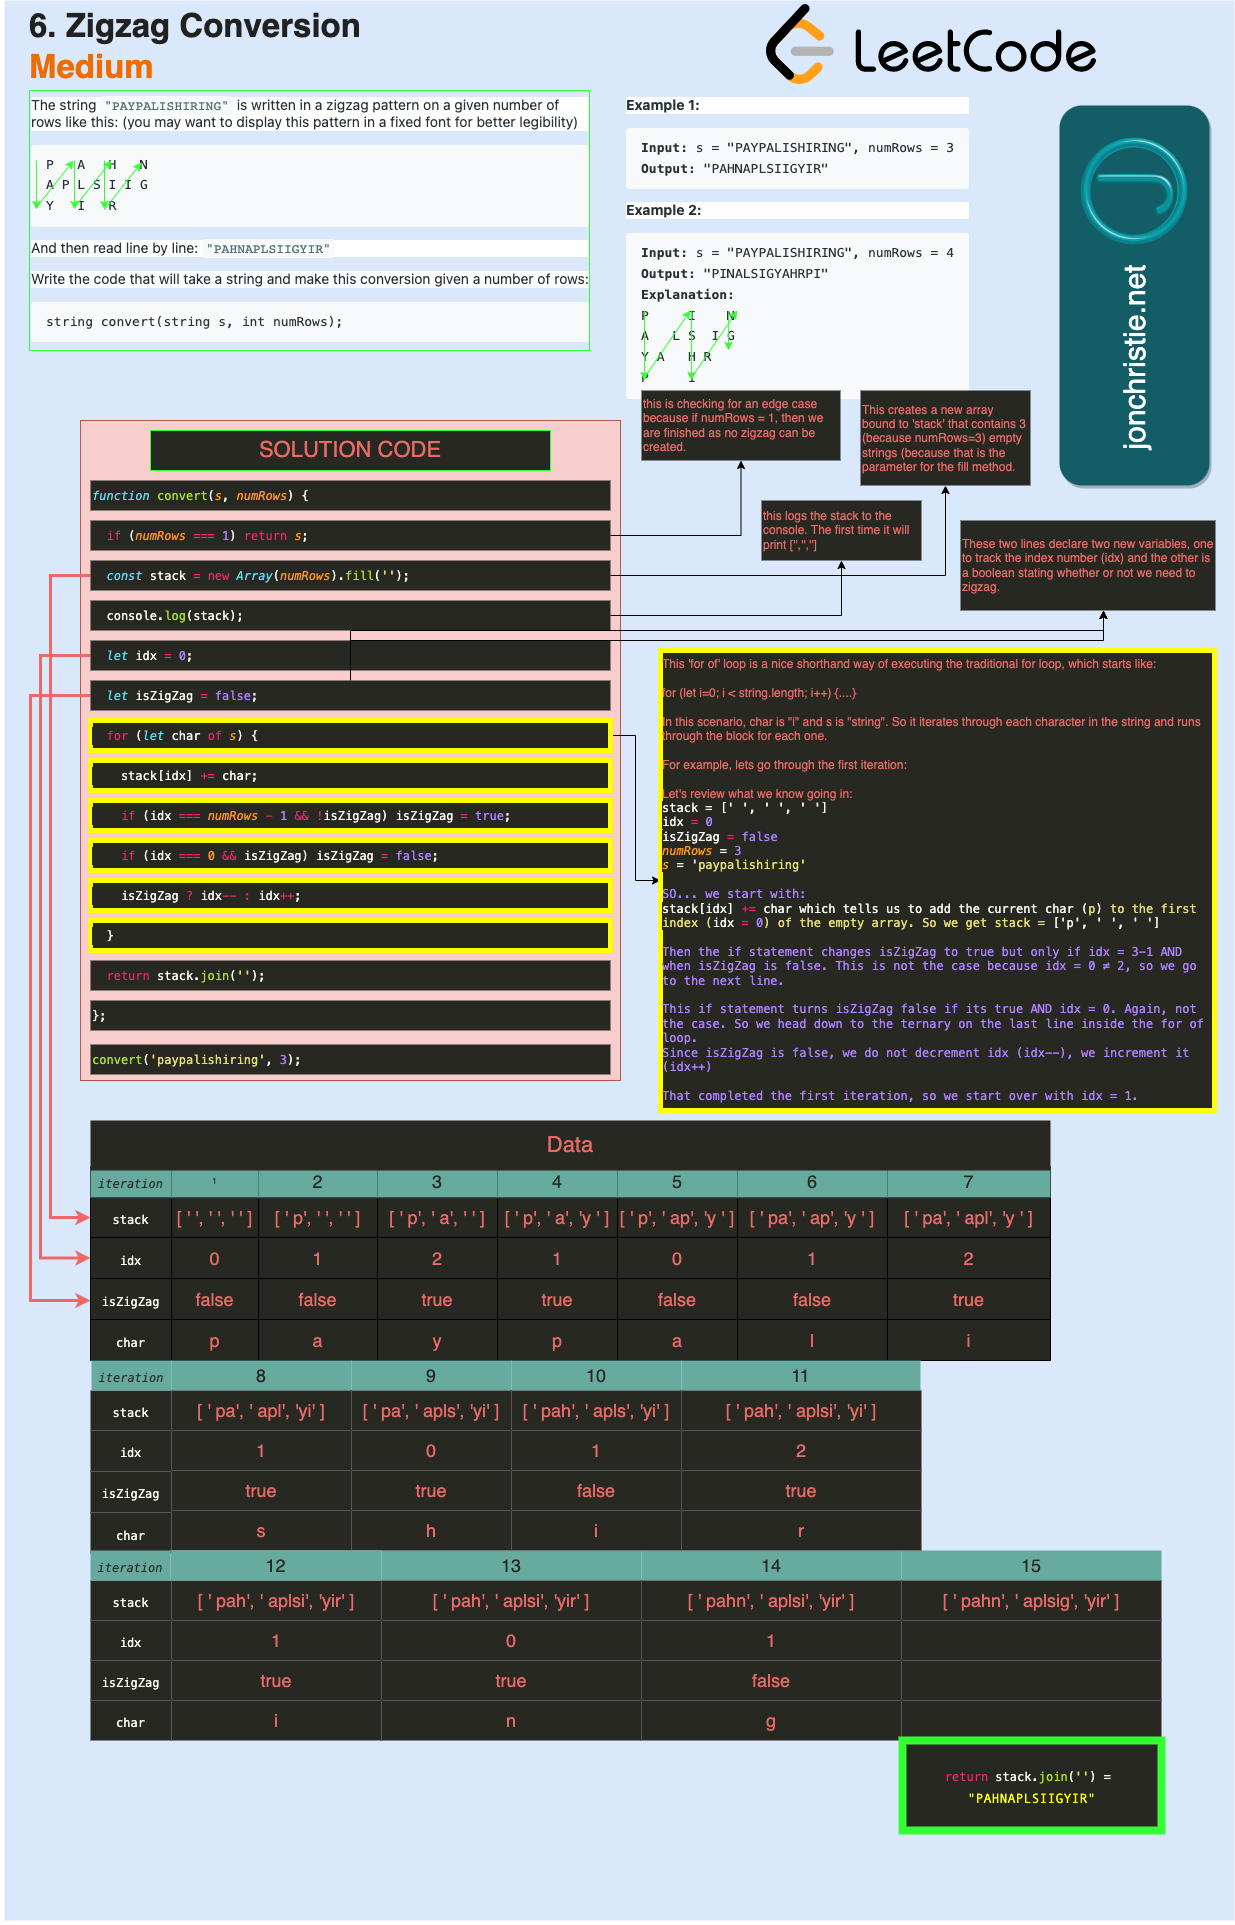 6. Zigzag Conversion
Medium
LeetCode
The string "PAYPALISHIRING" is written in a zigzag pattern on a given number of
rows like this: (you may want to display this pattern in a fixed font for better legibility)
P A H N
A P L S I I G
Y I R
And then read line by line: "PAHNAPLSIIGYIR"
Write the code that will take a string and make this conversion given a number of rows:
string convert(string s, int numRows);
Example 1:
Input: s = "PAYPALISHIRING", numRows = 3
Output: "PAHNAPLSIIGYIR"
Example 2:
Input: s = "PAYPALISHIRING", numRows = 4
Output: "PINALSIGYAHRPI"
Explanation:
P I N
A L S I G
Y A H R
P I
jonchristie.net
this is checking for an edge case
because if numRows = 1, then we
are finished as no zigzag can be
created.
This creates a new array
bound to 'stack' that contains 3
(because numRows=3) empty
strings (because that is the
parameter for the fill method.
this logs the stack to the
console. The first time it will
print ['','','']
These two lines declare two new variables, one
to track the index number (idx) and the other is
a boolean stating whether or not we need to
zigzag.
SOLUTION CODE
function convert(s, numRows) {
if (numRows === 1) return s;
const stack = new Array(numRows).fill('');
console.log(stack);
let idx = 0;
let isZigZag = false;
for (let char of s) {
stack[idx] += char;
if (idx === numRows - 1 && !isZigZag) isZigZag = true;
if (idx === 0 && isZigZag) isZigZag = false;
isZigZag ? idx-- : idx++;
}
return stack.join('');
};
convert('paypalishiring', 3);
This 'for of' loop is a nice shorthand way of executing the traditional for loop, which starts like:
for (let i=0; i < string.length; i++) {....}
In this scenario, char is "i" and s is "string". So it iterates through each character in the string and runs
through the block for each one.
For example, lets go through the first iteration:
Let's review what we know going in:
stack = [' ', ' ', ' ']
idx = 0
isZigZag = false
numRows = 3
s = 'paypalishiring'
SO... we start with:
stack[idx] += char which tells us to add the current char (p) to the first
index (idx = 0) of the empty array. So we get stack = ['p', ' ', ' ']
Then the if statement changes isZigZag to true but only if idx = 3-1 AND
when isZigZag is false. This is not the case because idx = 0 ≠ 2, so we go
to the next line.
This if statement turns isZigZag false if its true AND idx = 0. Again, not
the case. So we head down to the ternary on the last line inside the for of
loop.
Since isZigZag is false, we do not decrement idx (idx--), we increment it
(idx++)
That completed the first iteration, so we start over with idx = 1.
Data
iteration 1 2 3 4 5 6 7
stack [ ' ', ' ', ' ' ] [ ' p', ' ', ' ' ] [ ' p', ' a', ' ' ] [ ' p', ' a', 'y ' ] [ ' p', ' ap', 'y ' ] [ 'pa', ' ap', 'y ' ] [ ' pa', ' apl', 'y ' ]
idx 0 1 2 1 0 1 2
isZigZag false false true true false false true
char p a y p a l i
iteration 8 9 10 11
stack [ ' pa', ' apl', 'yi' ] [ 'pa', ' apls', 'yi' ] [ 'pah', ' apls', 'yi' ] [ 'pah', ' aplsi', 'yi' ]
idx 1 0 1 2
isZigZag true true false true
char s h i r
iteration 12 13 14 15
stack [ ' pah', ' aplsi', 'yir' ] [ ' pah', ' aplsi', 'yir' ] [ 'pahn', ' aplsi', 'yir' ] [ 'pahn', ' aplsig', 'yir' ]
idx 1 0 1
isZigZag true true false
char i n g
return stack.join('') =
"PAHNAPLSIIGYIR"